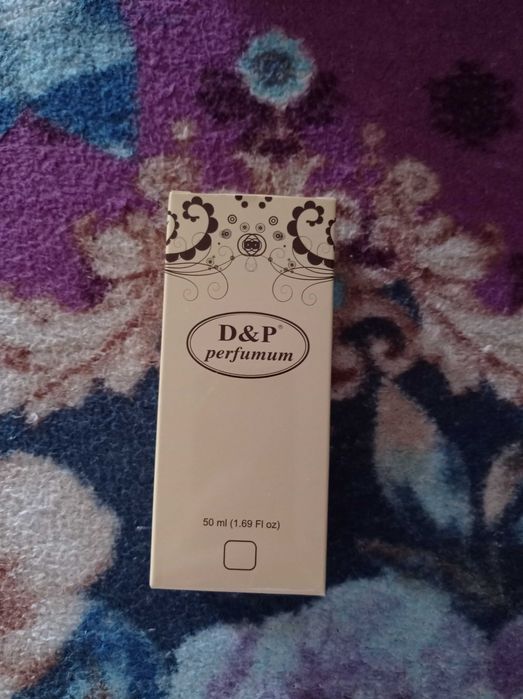 D&P®
perfumum
50 ml (1.69 Fl oz)